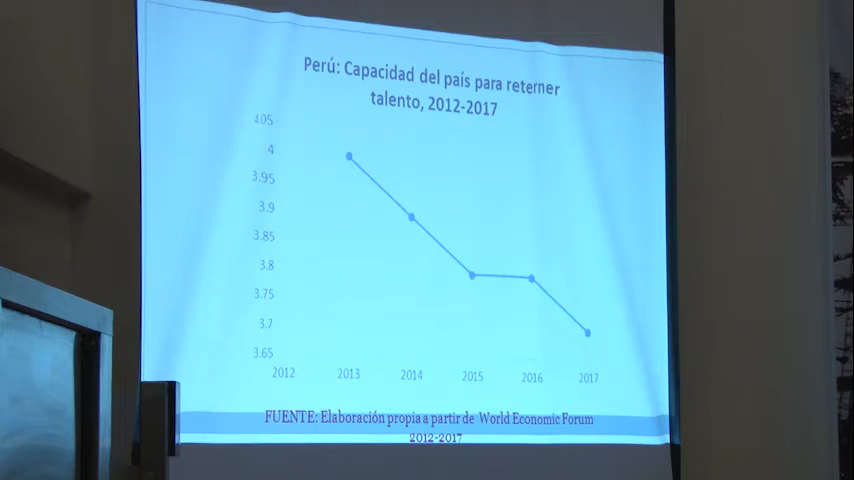 Perú: Capacidad del país para reterner
talento, 2012-2017
4.05
4
3.95
3.9
3.85
3.8
3.75
3.7
3.65
2012 2013 2014 2015 2016 2017
FUENTE: Elaboración propia a partir de World Economic Forum
2012-2017